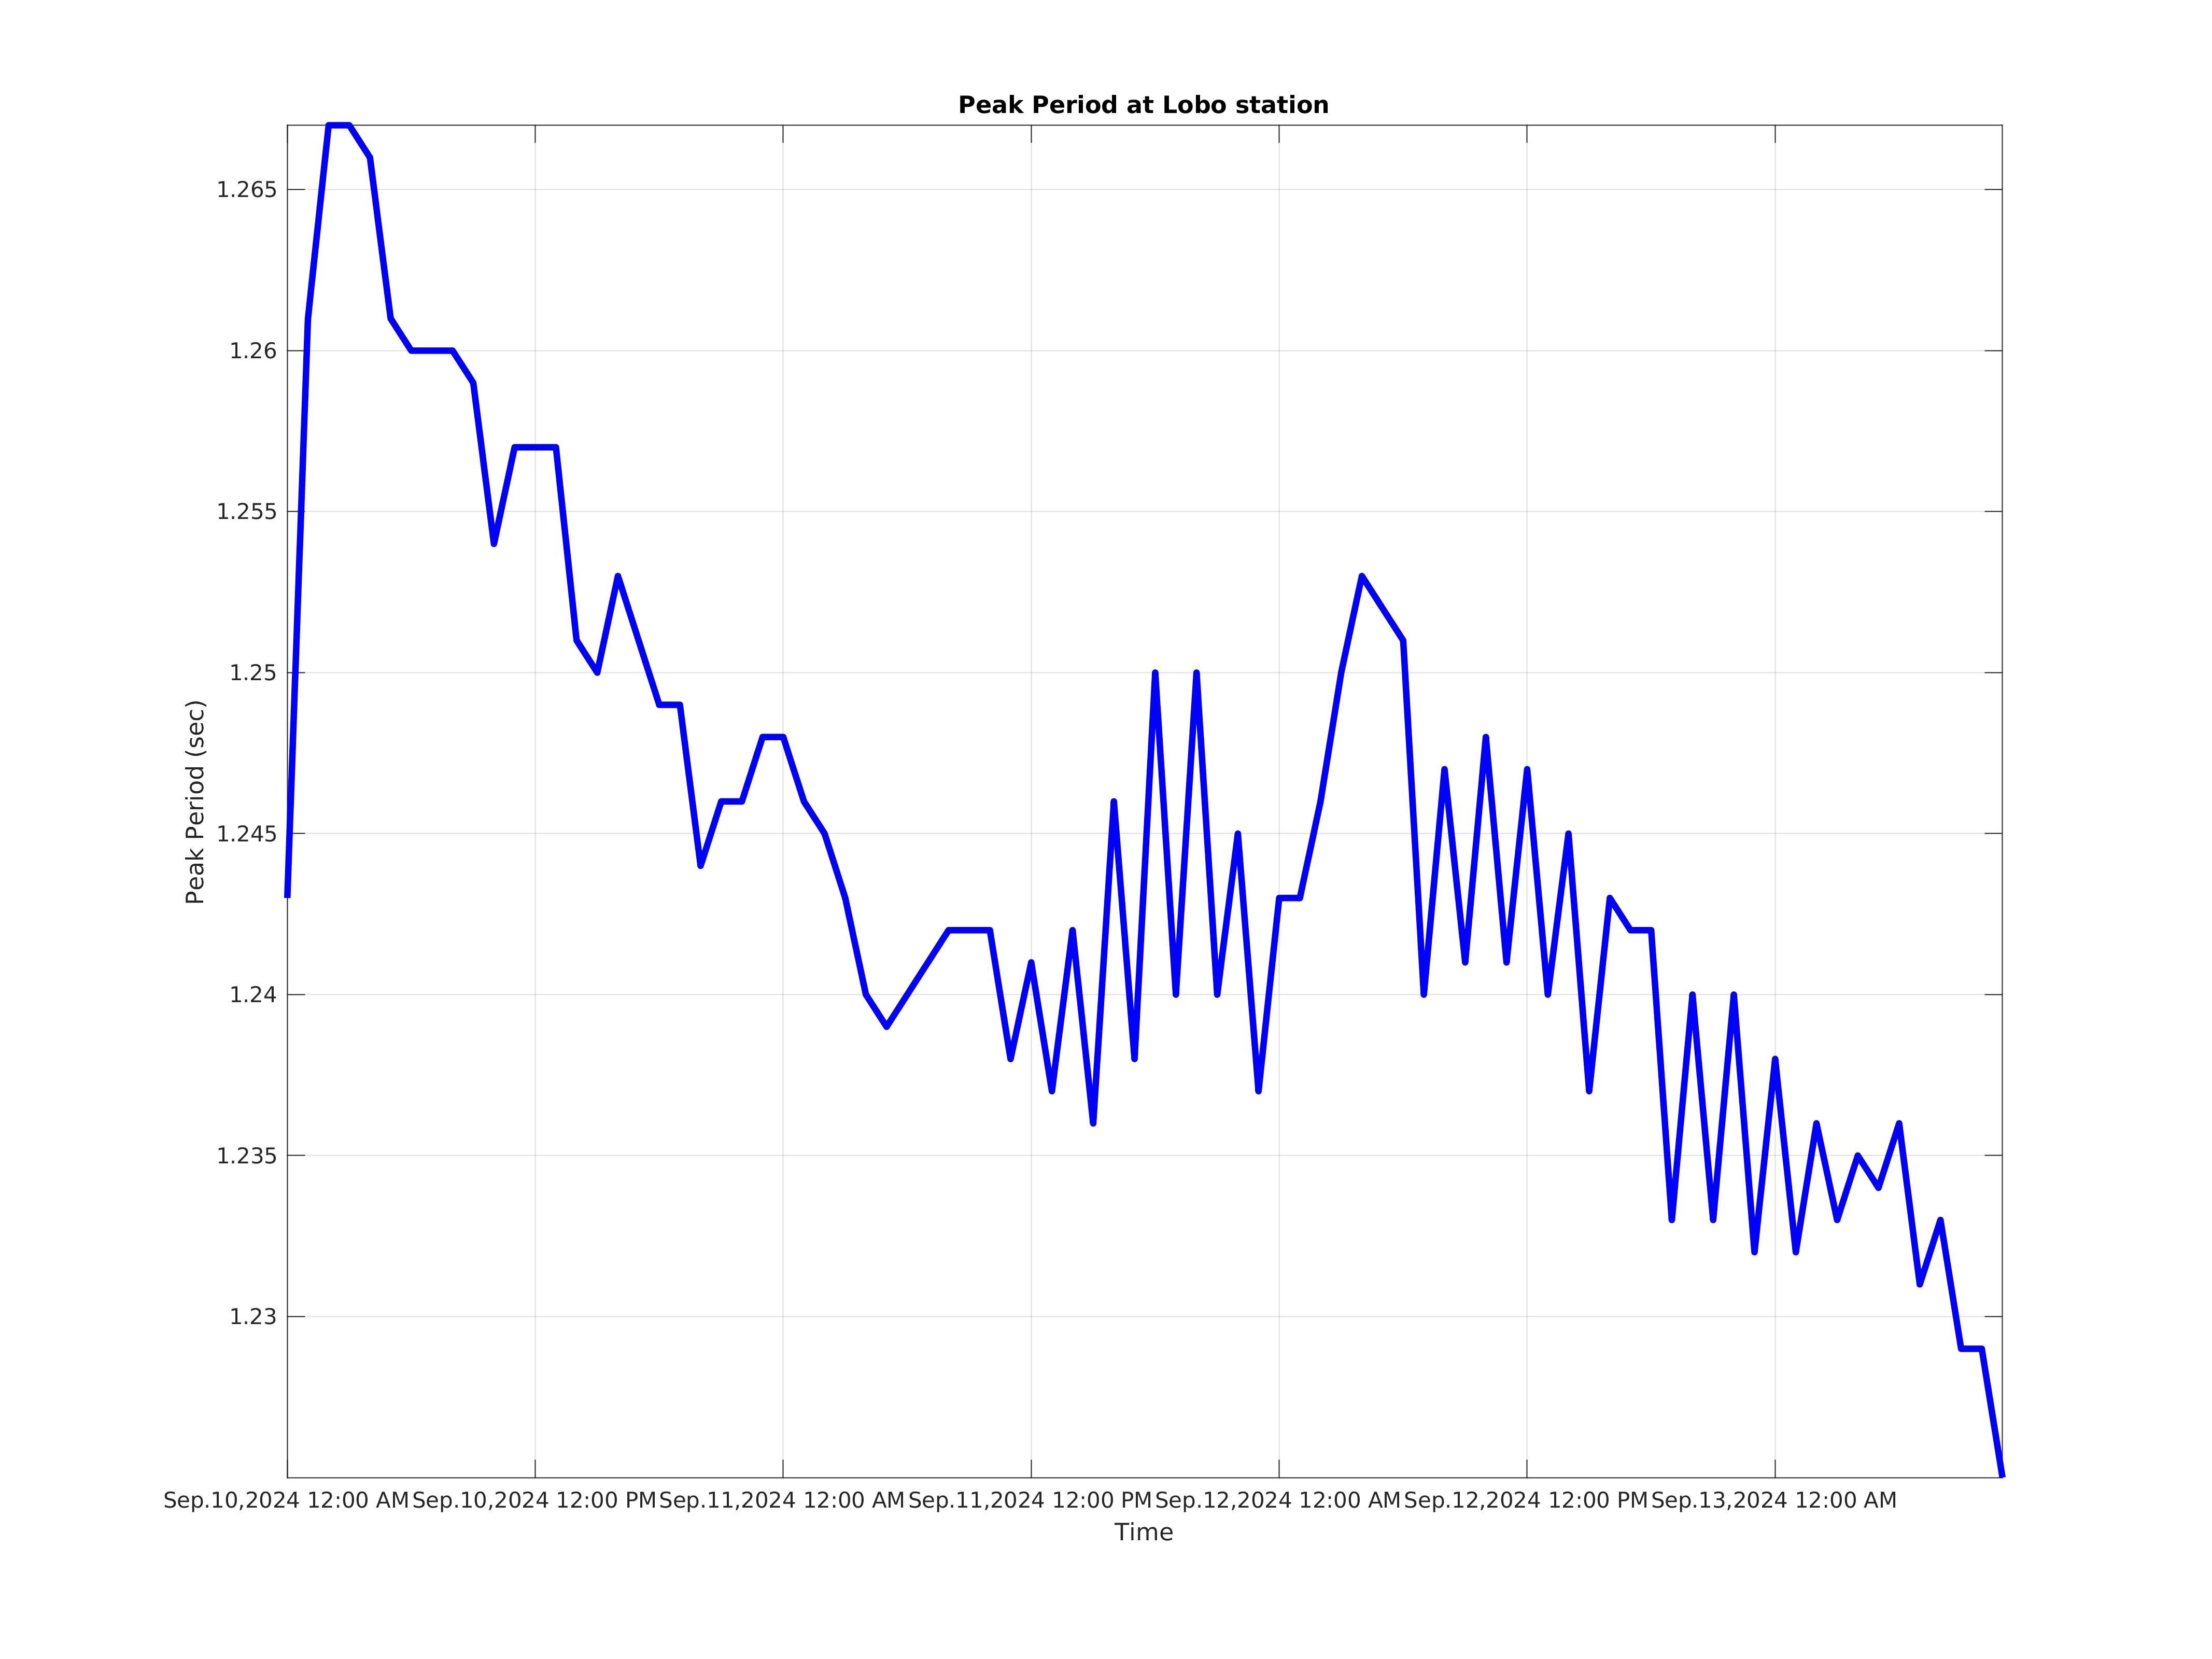 Peak Period at Lobo station
1.265
1.26
1.255
1.25
1.245
1.24
1.235
1.23
Peak Period (sec)
Sep.10,2024 12:00 AM Sep.10,2024 12:00 PM Sep.11,2024 12:00 AM Sep.11,2024 12:00 PM Sep.12,2024 12:00 AM Sep.12,2024 12:00 PM Sep.13,2024 12:00 AM
Time